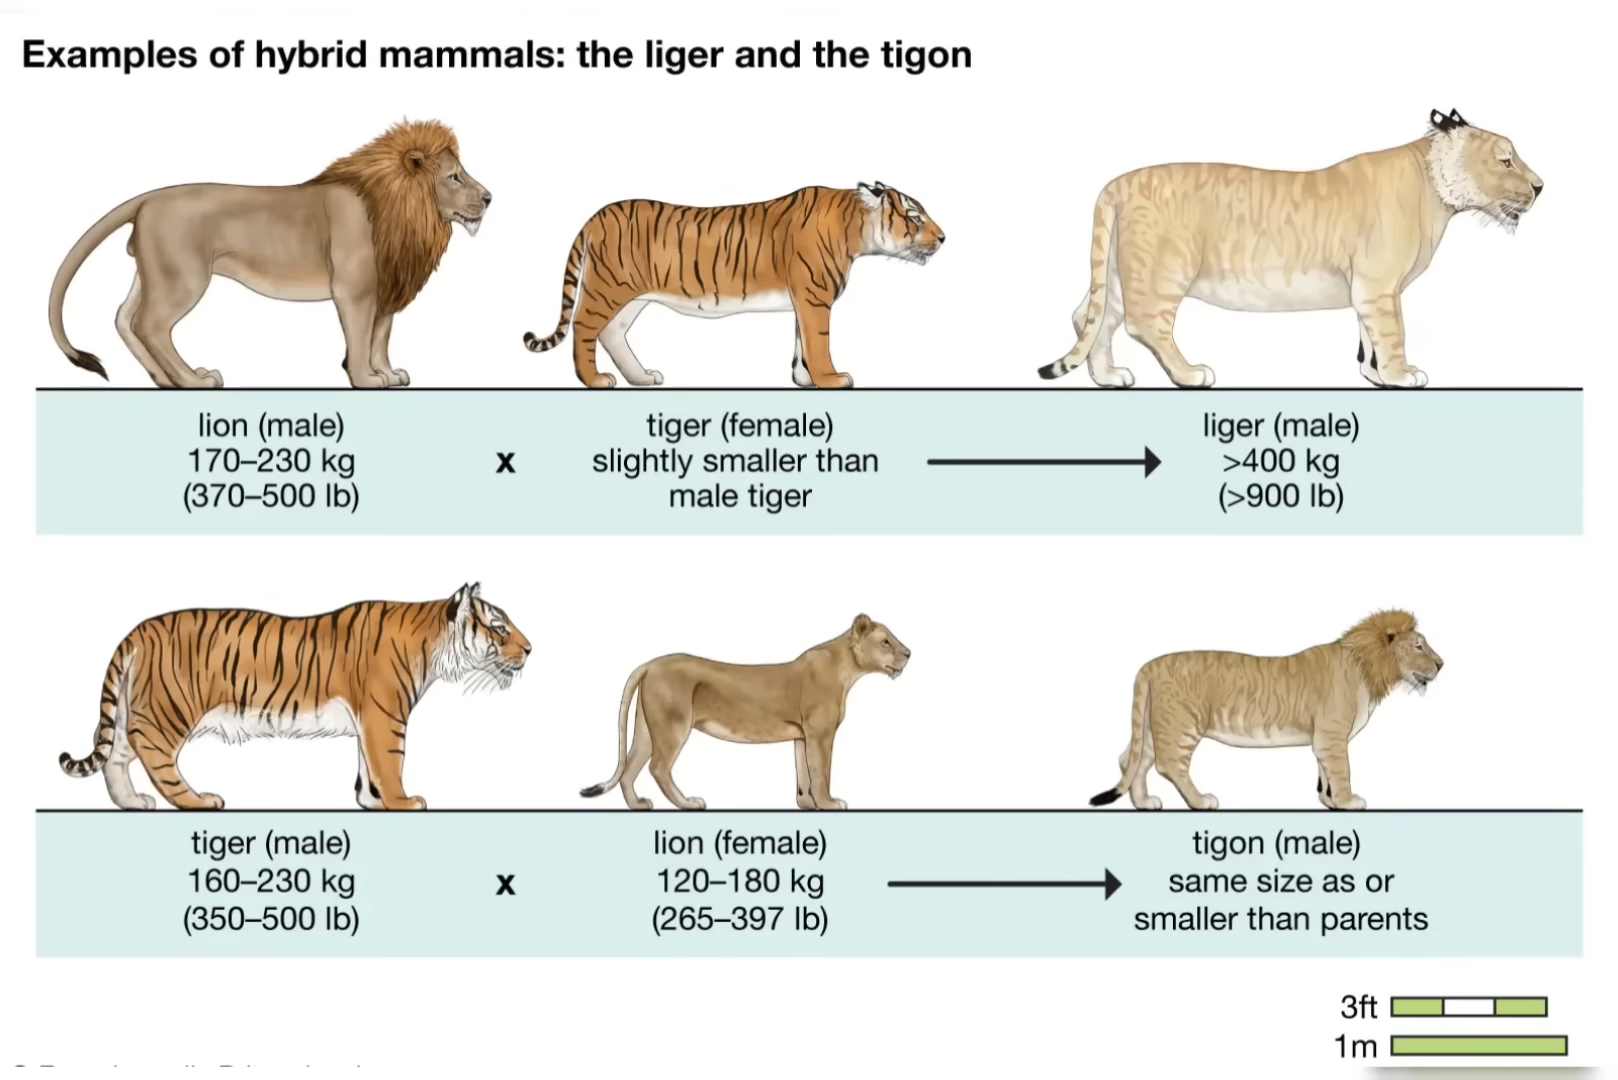 Examples of hybrid mammals: the liger and the tigon
lion (male)
170–230 kg
(370–500 lb)
x
tiger (female)
slightly smaller than
male tiger
liger (male)
>400 kg
(>900 lb)
tiger (male)
160–230 kg
(350–500 lb)
x
lion (female)
120–180 kg
(265–397 lb)
tigon (male)
same size as or
smaller than parents
3ft
1m